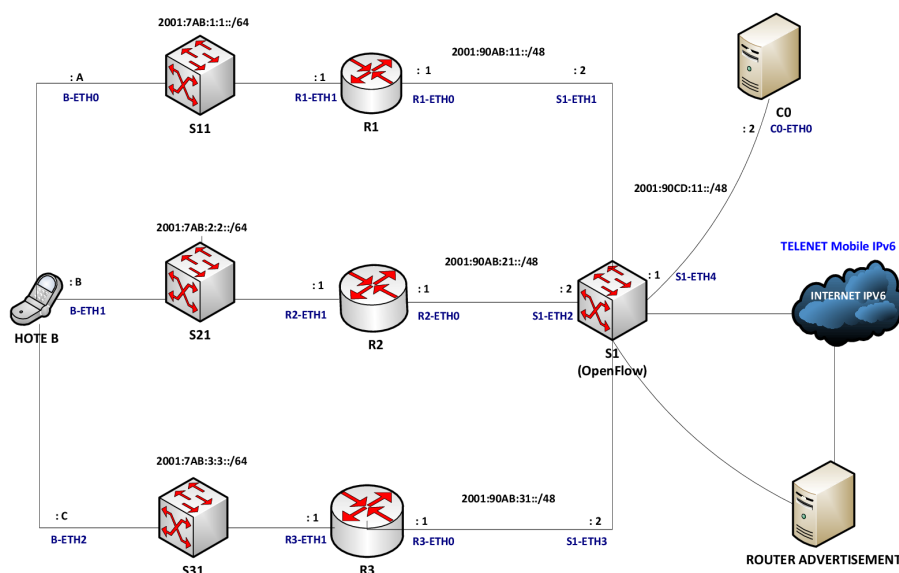 2001:7AB:1:1::/64
2001:90AB:11::/48
: A
: 1
: 1
: 2
B-ETH0
R1-ETH1
R1-ETH0
S1-ETH1
S11
R1
C0
: 2
C0-ETH0
2001:90CD:11::/48
2001:7AB:2:2::/64
TELENET Mobile IPv6
2001:90AB:21::/48
: B
: 1
: 1
: 2
: 1
S1-ETH4
INTERNET IPV6
B-ETH1
R2-ETH1
R2-ETH0
S1-ETH2
HOTE B
S21
R2
S1
(OpenFlow)
2001:7AB:3:3::/64
2001:90AB:31::/48
: C
: 1
: 1
: 2
B-ETH2
R3-ETH1
R3-ETH0
S1-ETH3
S31
R3
ROUTER ADVERTISEMENT